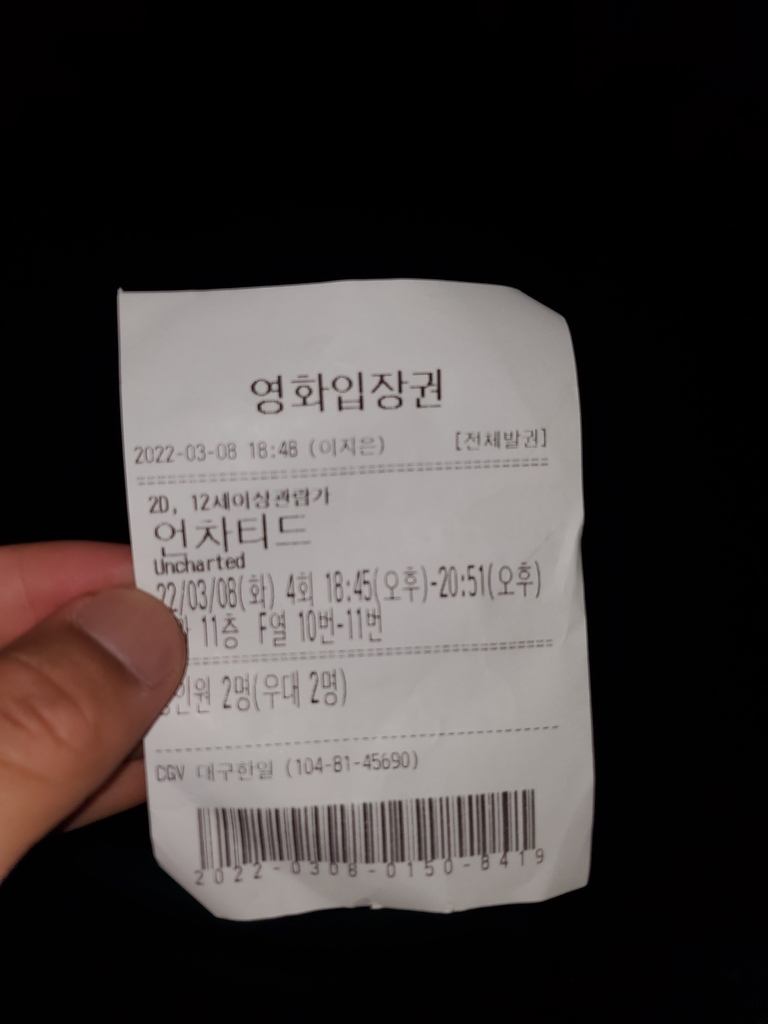 영화입장권
2022-03-08 18:48 (이지은) [전체발권]
2D, 12세이상관람가
언차티드
Uncharted
22/03/08(화) 4회 18:45(오후)-20:51(오후)
11층 F열 10번-11번
2명(우대 2명)
CGV 대구한일 (104-81-45690)
2022-0308-0150-8419